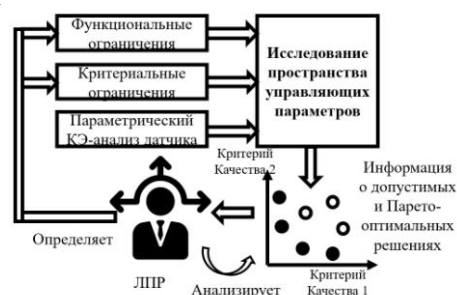 Функциональные
ограничения
Критериальные
ограничения
Параметрический
КЭ-анализ датчика
Исследование
пространства
управляющих
параметров
Критерий
Качества 2
Информация
о допустимых
и Парето-
оптимальных
решениях
Определяет
ЛПР
Анализирует
Критерий
Качества 1